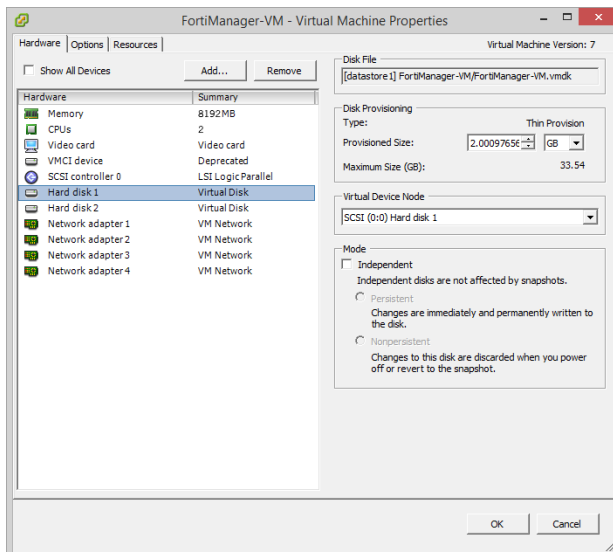 FortiManager-VM - Virtual Machine Properties
Hardware Options Resources
Virtual Machine Version: 7
Show All Devices
Add...
Remove
Hardware Summary
Memory 8192MB
CPUs 2
Video card Video card
VMCI device Deprecated
SCSI controller 0 LSI Logic Parallel
Hard disk 1 Virtual Disk
Hard disk 2 Virtual Disk
Network adapter 1 VM Network
Network adapter 2 VM Network
Network adapter 3 VM Network
Network adapter 4 VM Network
Disk File
[datastore1] FortiManager-VM/FortiManager-VM.vmdk
Disk Provisioning
Type: Thin Provision
Provisioned Size: 2.00097656 GB
Maximum Size (GB): 33.54
Virtual Device Node
SCSI (0:0) Hard disk 1
Mode
Independent
Independent disks are not affected by snapshots.
Persistent
Changes are immediately and permanently written to
the disk.
Nonpersistent
Changes to this disk are discarded when you power
off or revert to the snapshot.
OK
Cancel